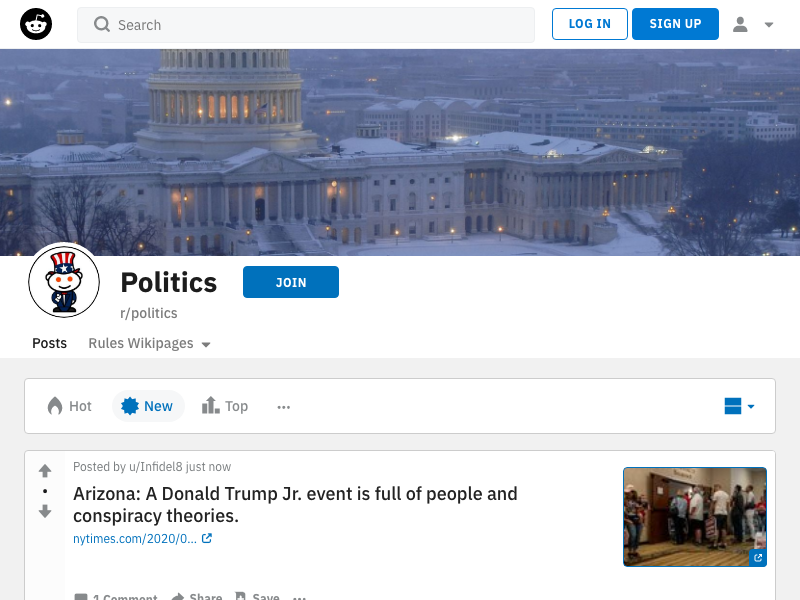 Search
LOG IN
SIGN UP
Politics
JOIN
r/politics
Posts
Rules Wikipages
Hot
New
Top
Posted by u/Infidel8 just now
Arizona: A Donald Trump Jr. event is full of people and
conspiracy theories.
nytimes.com/2020/0...
1 Comment
Share
Save